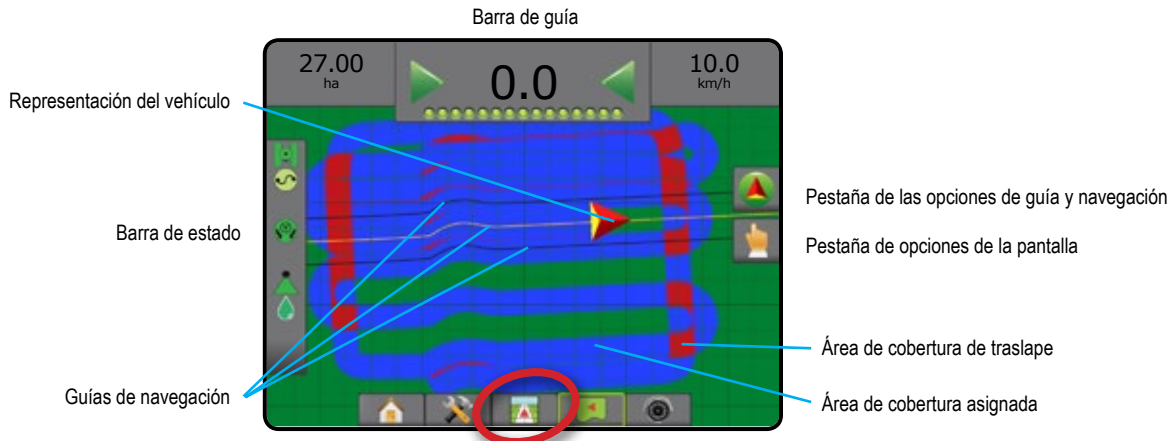 Barra de guía
27.00
ha
0.0
10.0
km/h
Representación del vehículo
Pestaña de las opciones de guía y navegación
Barra de estado
Pestaña de opciones de la pantalla
Área de cobertura de traslape
Guías de navegación
Área de cobertura asignada